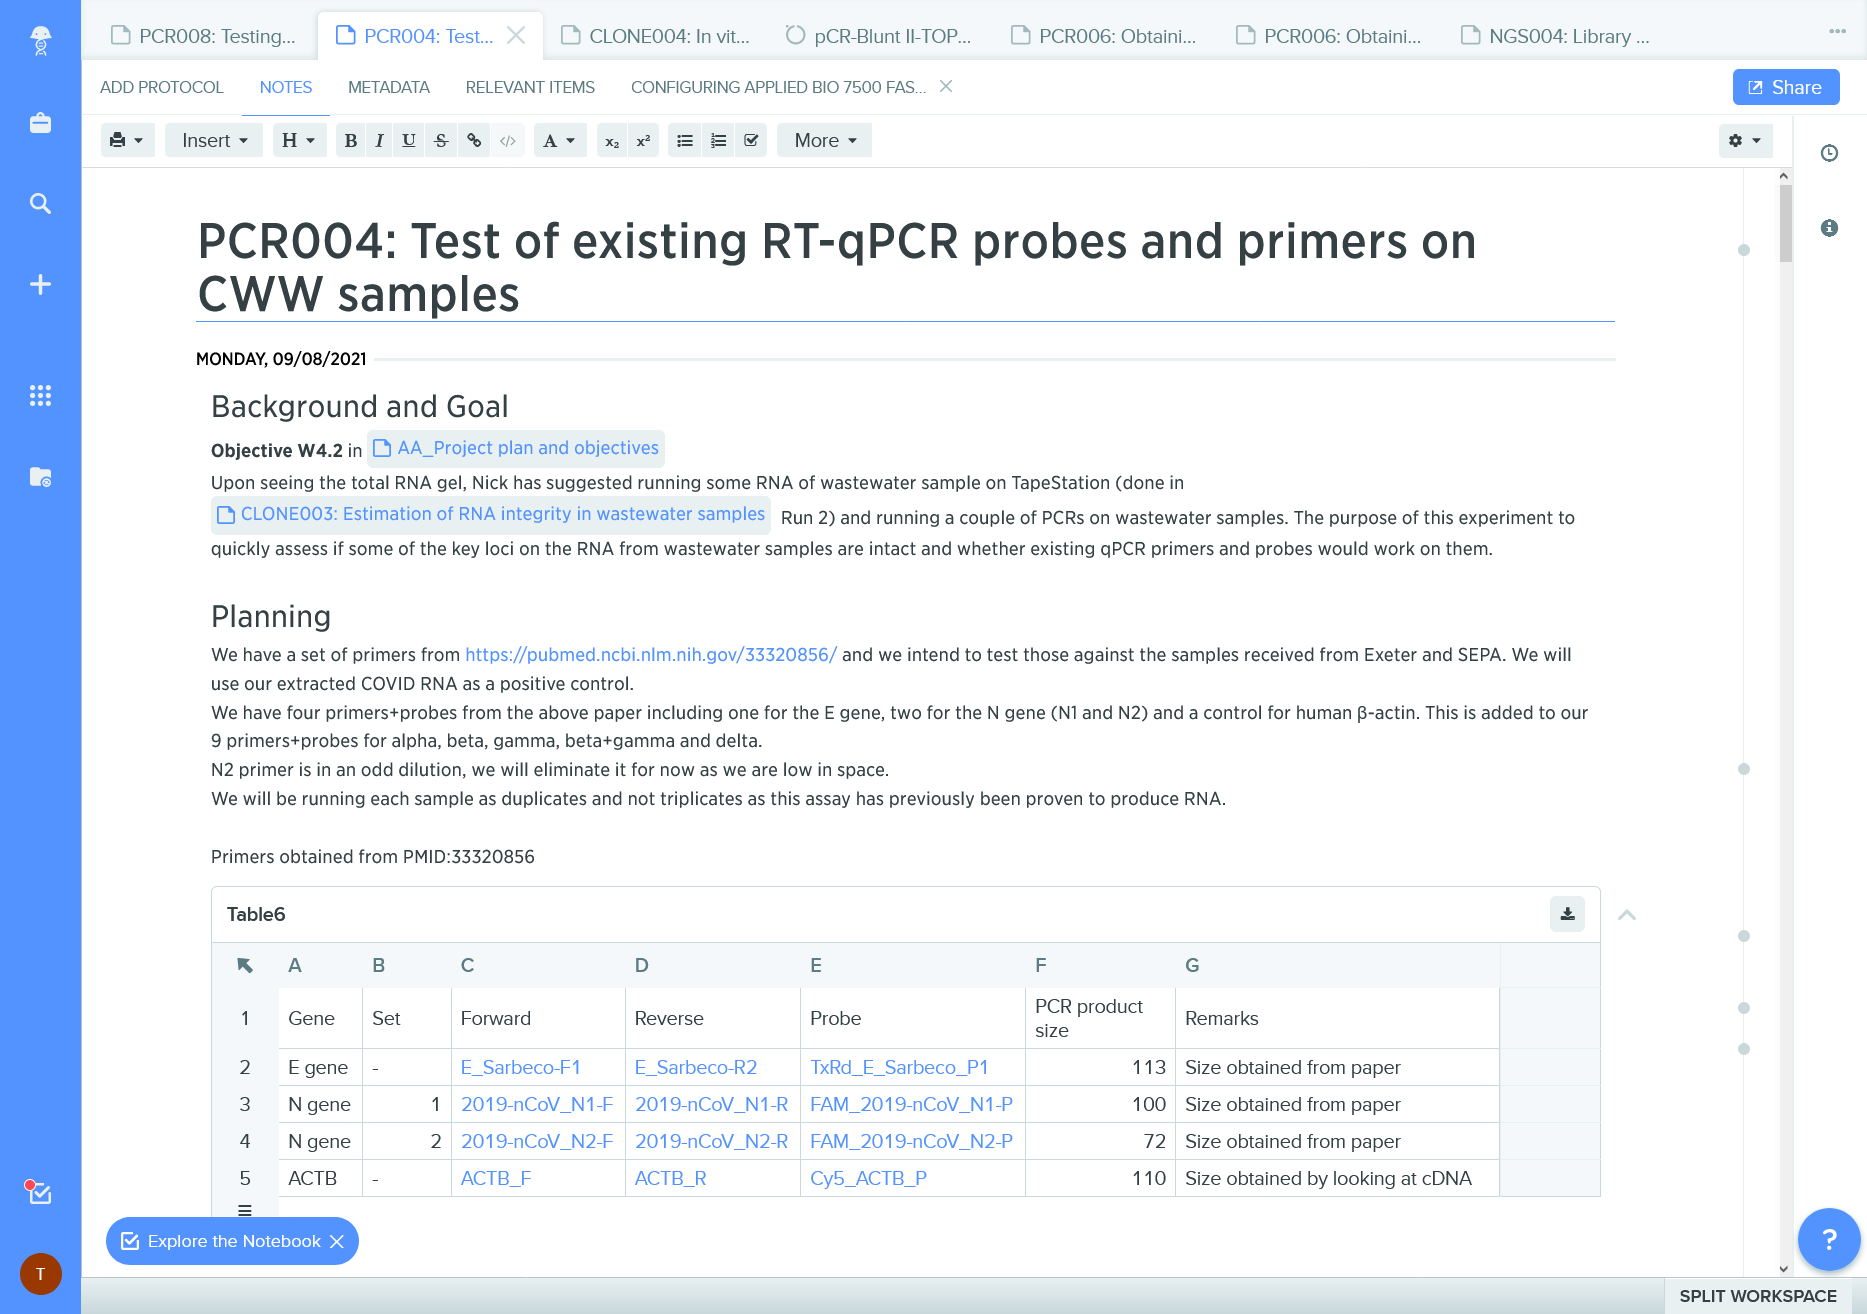 PCR008: Testing...
PCR004: Test...
CLONE004: In vit...
pCR-Blunt II-TOP...
PCR006: Obtaini...
PCR006: Obtaini...
NGS004: Library ...
ADD PROTOCOL
NOTES
METADATA
RELEVANT ITEMS
CONFIGURING APPLIED BIO 7500 FAS...
Share
Insert
H
B
I
U
S
</>
A
x₂
x²
More
PCR004: Test of existing RT-qPCR probes and primers on
CWW samples
MONDAY, 09/08/2021
Background and Goal
Objective W4.2 in AA_Project plan and objectives
Upon seeing the total RNA gel, Nick has suggested running some RNA of wastewater sample on TapeStation (done in
CLONE003: Estimation of RNA integrity in wastewater samples Run 2) and running a couple of PCRs on wastewater samples. The purpose of this experiment to
quickly assess if some of the key loci on the RNA from wastewater samples are intact and whether existing qPCR primers and probes would work on them.
Planning
We have a set of primers from https://pubmed.ncbi.nlm.nih.gov/33320856/ and we intend to test those against the samples received from Exeter and SEPA. We will
use our extracted COVID RNA as a positive control.
We have four primers+probes from the above paper including one for the E gene, two for the N gene (N1 and N2) and a control for human β-actin. This is added to our
9 primers+probes for alpha, beta, gamma, beta+gamma and delta.
N2 primer is in an odd dilution, we will eliminate it for now as we are low in space.
We will be running each sample as duplicates and not triplicates as this assay has previously been proven to produce RNA.
Primers obtained from PMID:33320856
Table6
A B C D E F G
1 Gene Set Forward Reverse Probe PCR product size Remarks
2 E gene - E_Sarbeco-F1 E_Sarbeco-R2 TxRd_E_Sarbeco_P1 113 Size obtained from paper
3 N gene 1 2019-nCoV_N1-F 2019-nCoV_N1-R FAM_2019-nCoV_N1-P 100 Size obtained from paper
4 N gene 2 2019-nCoV_N2-F 2019-nCoV_N2-R FAM_2019-nCoV_N2-P 72 Size obtained from paper
5 ACTB - ACTB_F ACTB_R Cy5_ACTB_P 110 Size obtained by looking at cDNA
Explore the Notebook
?
T
SPLIT WORKSPACE